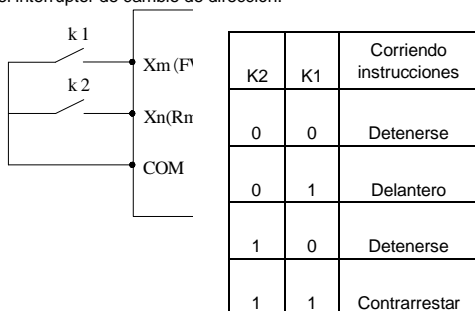 el interruptor de cambio de dirección.
k 1
Xm (F
k 2
Xn(Rn
COM
K2 K1 Corriendo instrucciones
0 0 Detenerse
0 1 Delantero
1 0 Detenerse
1 1 Contrarrestar